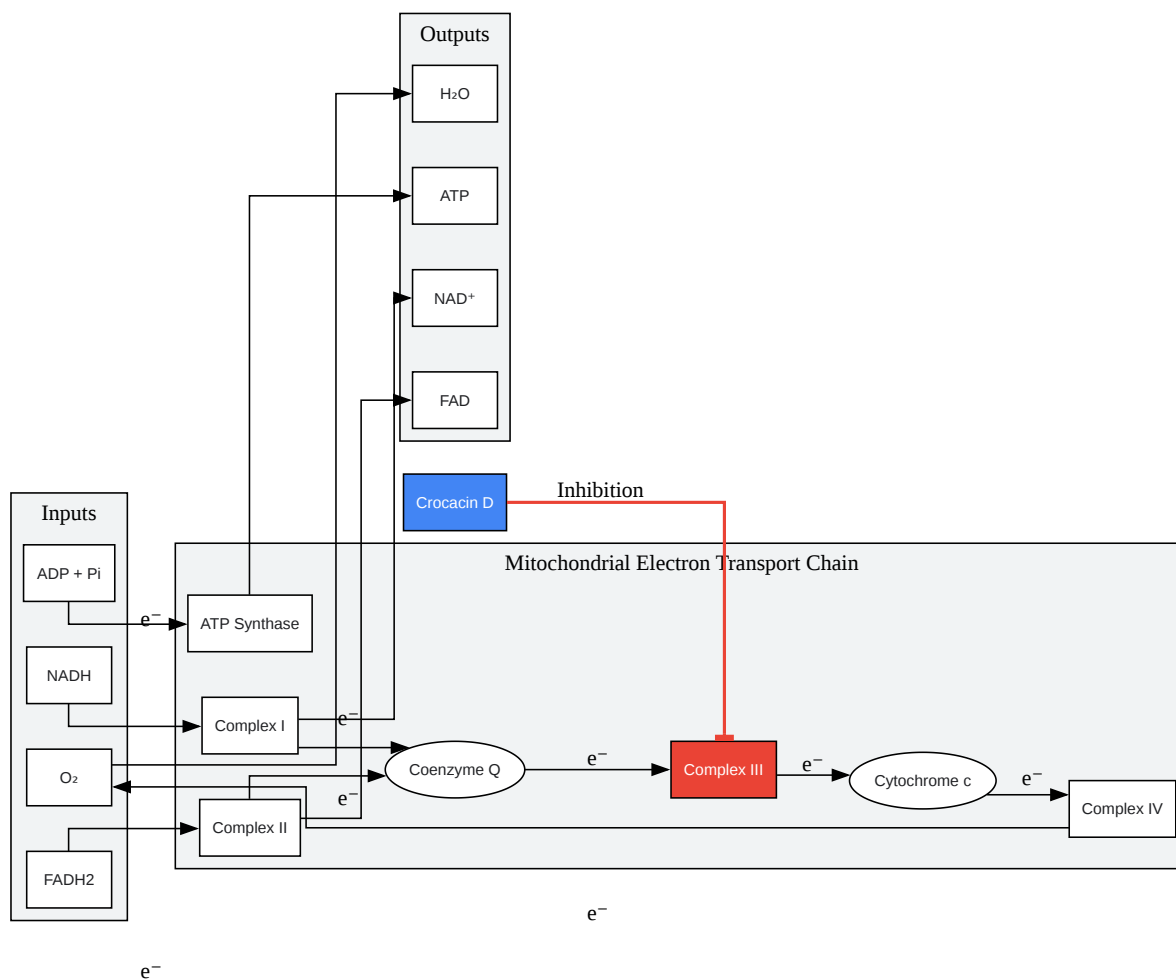 Outputs
H₂O
ATP
NAD⁺
FAD
Crocacin D
Inhibition
Inputs
ADP + Pi
NADH
O₂
FADH2
Mitochondrial Electron Transport Chain
e⁻
ATP Synthase
Complex I
e⁻
Complex II
e⁻
Coenzyme Q
e⁻
Complex III
e⁻
Cytochrome c
e⁻
Complex IV
e⁻
e⁻